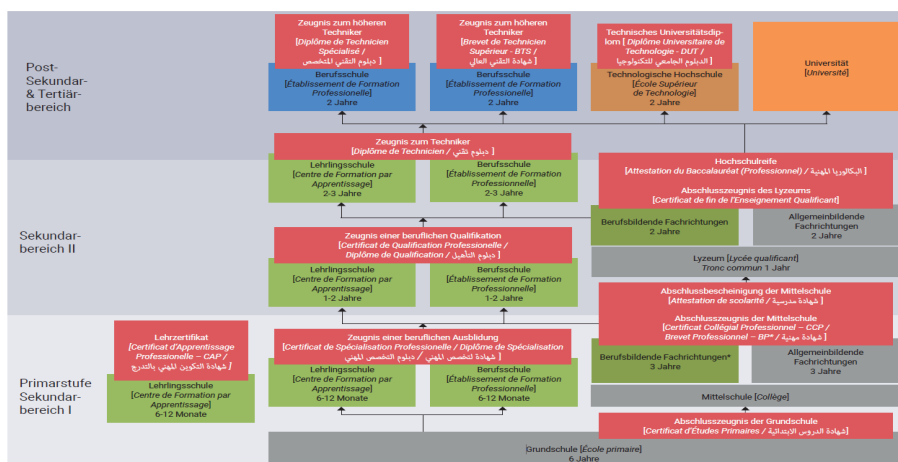 Post-
Sekundar-
& Tertiär-
bereich
Zeugnis zum höheren
Techniker
[Diplôme de Technicien
Spécialisé /
دبلوم التقني المتخصص ]
Berufsschule
[Établissement de Formation
Professionelle]
2 Jahre
Zeugnis zum höheren
Techniker
[Brevet de Technicien
Supérieur - BTS /
شهادة التقني العالي ]
Berufsschule
[Établissement de Formation
Professionelle]
2 Jahre
Technisches Universitätsdip-
lom [ Diplôme Universitaire de
Technologie - DUT /
الدبلوم الجامعي للتكنولوجيا ]
Technologische Hochschule
[École Supérieur
de Technologie]
2 Jahre
Universität
[Université]
Zeugnis zum Techniker
[Diplôme de Technicien / دبلوم تقني ]
Sekundar-
bereich II
Lehrlingsschule
[Centre de Formation par
Apprentissage]
2-3 Jahre
Berufsschule
[Établissement de Formation
Professionnelle]
2-3 Jahre
Hochschulreife
[Attestation du Baccalauréat (Professionnel) / البكالوريا المهنية ]
Abschlusszeugnis des Lyzeums
[Certificat de fin de l'Enseignement Qualificant]
Berufsbildende Fachrichtungen
2 Jahre
Allgemeinbildende
Fachrichtungen
2 Jahre
Zeugnis einer beruflichen Qualifikation
[Certificat de Qualification Professionelle /
Diplôme de Qualification / دبلوم التأهيل ]
Lyzeum [Lycée qualificant]
Tronc commun 1 Jahr
Lehrlingsschule
[Centre de Formation par
Apprentissage]
1-2 Jahre
Berufsschule
[Établissement de Formation
Professionnelle]
1-2 Jahre
Abschlussbescheinigung der Mittelschule
[Attestation de scolarité / شهادة مدرسية ]
Abschlusszeugnis der Mittelschule
[Certificat Collégial Professionnel – CCP /
Brevet Professionnel – BP* / شهادة مهنية ]
Primarstufe
Sekundar-
bereich I
Lehrzertifikat
[Certificat d'Apprentissage
Professionelle – CAP /
شهادة التكوين المهني بالتدرج ]
Lehrlingsschule
[Centre de Formation par
Apprentissage]
6-12 Monate
Zeugnis einer beruflichen Ausblidung
[Certificat de Spécialisation Professionelle / Diplôme de Spécialisation
شهادة لتخصص المهني / دبلوم التخصص المهني ]
Lehrlingsschule
[Centre de Formation par
Apprentissage]
6-12 Monate
Berufsschule
[Établissement de Formation
Professionnelle]
6-12 Monate
Berufsbildende Fachrichtungen*
3 Jahre
Allgemeinbildende
Fachrichtungen
3 Jahre
Mittelschule [Collège]
Abschlusszeugnis der Grundschule
[Certificat d'Études Primaires / شهادة الدروس الابتدائية ]
Grundschule [École primaire]
6 Jahre